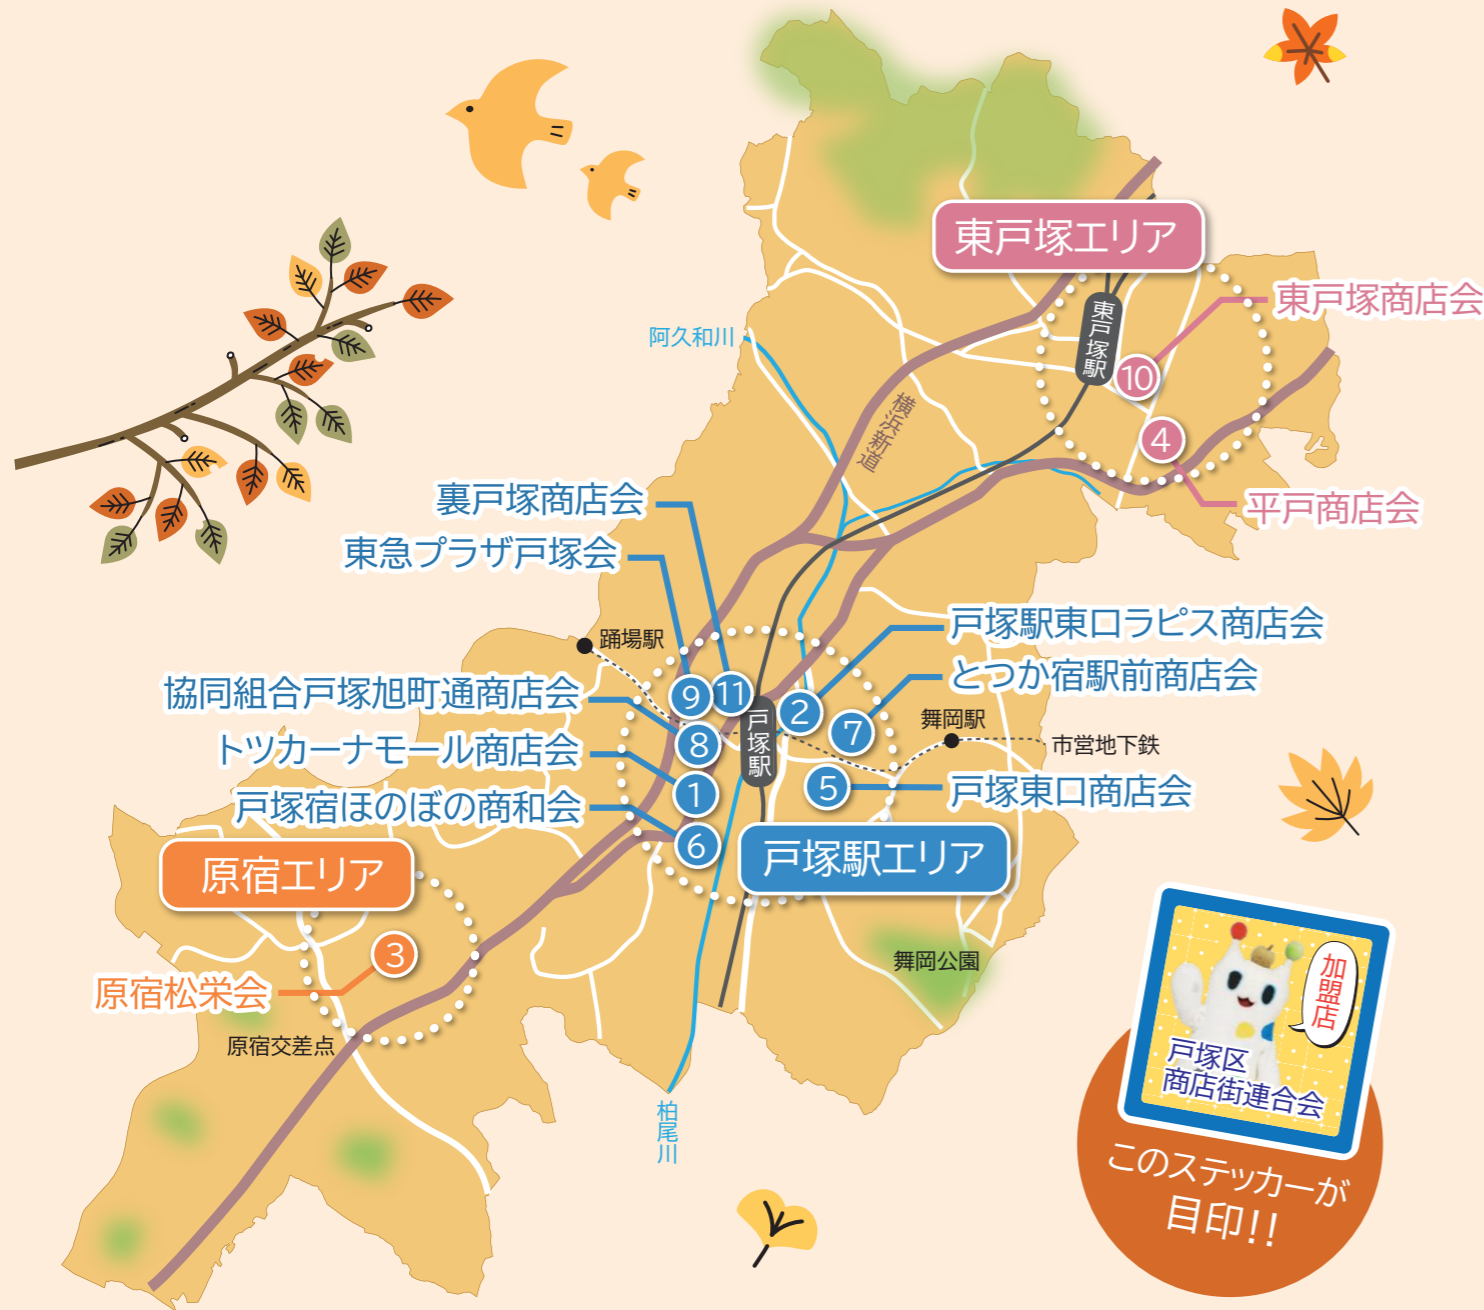 東戸塚エリア
東戸塚商店会
東戸塚駅
10
阿久和川
横浜新道
4
平戸商店会
裏戸塚商店会
東急プラザ戸塚会
踊場駅
戸塚駅東口ラピス商店会
とつか宿駅前商店会
協同組合戸塚旭町通商店会
9
11
2
7
舞岡駅
市営地下鉄
戸塚駅
8
トツカーナモール商店会
1
5
戸塚東口商店会
戸塚宿ほのぼの商和会
6
戸塚駅エリア
原宿エリア
3
原宿松栄会
原宿交差点
舞岡公園
柏尾川
加盟店
戸塚区
商店街連合会
このステッカーが
目印!!